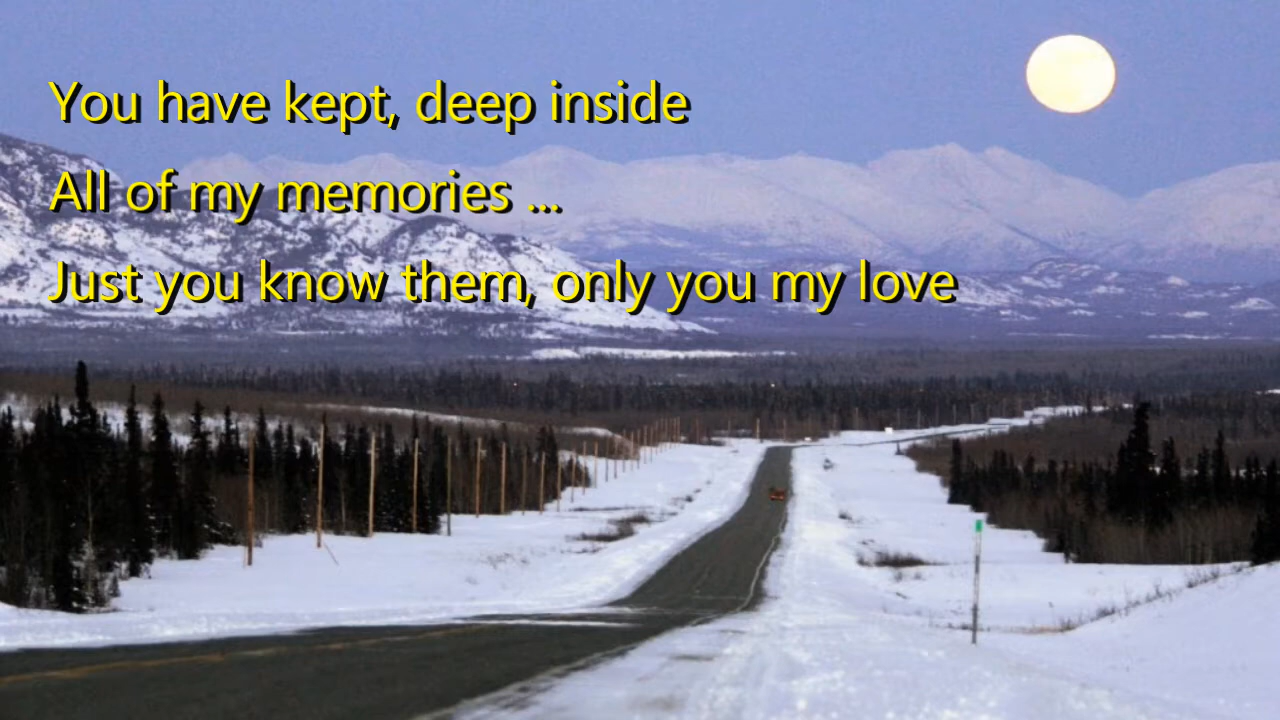 You have kept, deep inside
All of my memories ...
Just you know them, only you my love